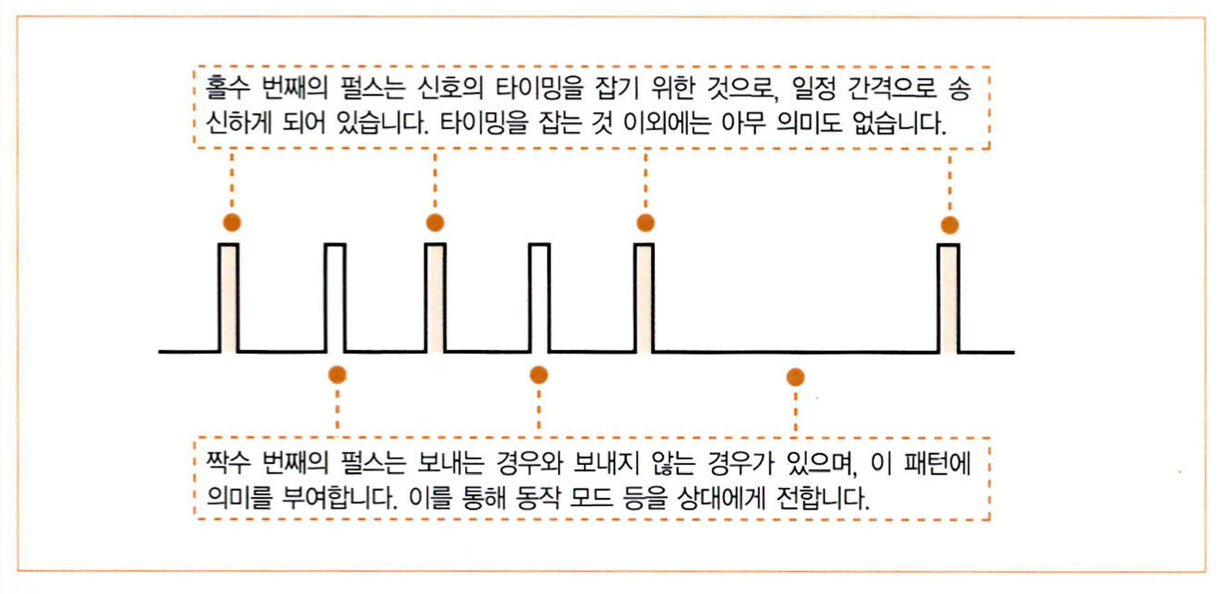 홀수 번째의 펄스는 신호의 타이밍을 잡기 위한 것으로, 일정 간격으로 송
신하게 되어 있습니다. 타이밍을 잡는 것 이외에는 아무 의미도 없습니다.
짝수 번째의 펄스는 보내는 경우와 보내지 않는 경우가 있으며, 이 패턴에
의미를 부여합니다. 이를 통해 동작 모드 등을 상대에게 전합니다.